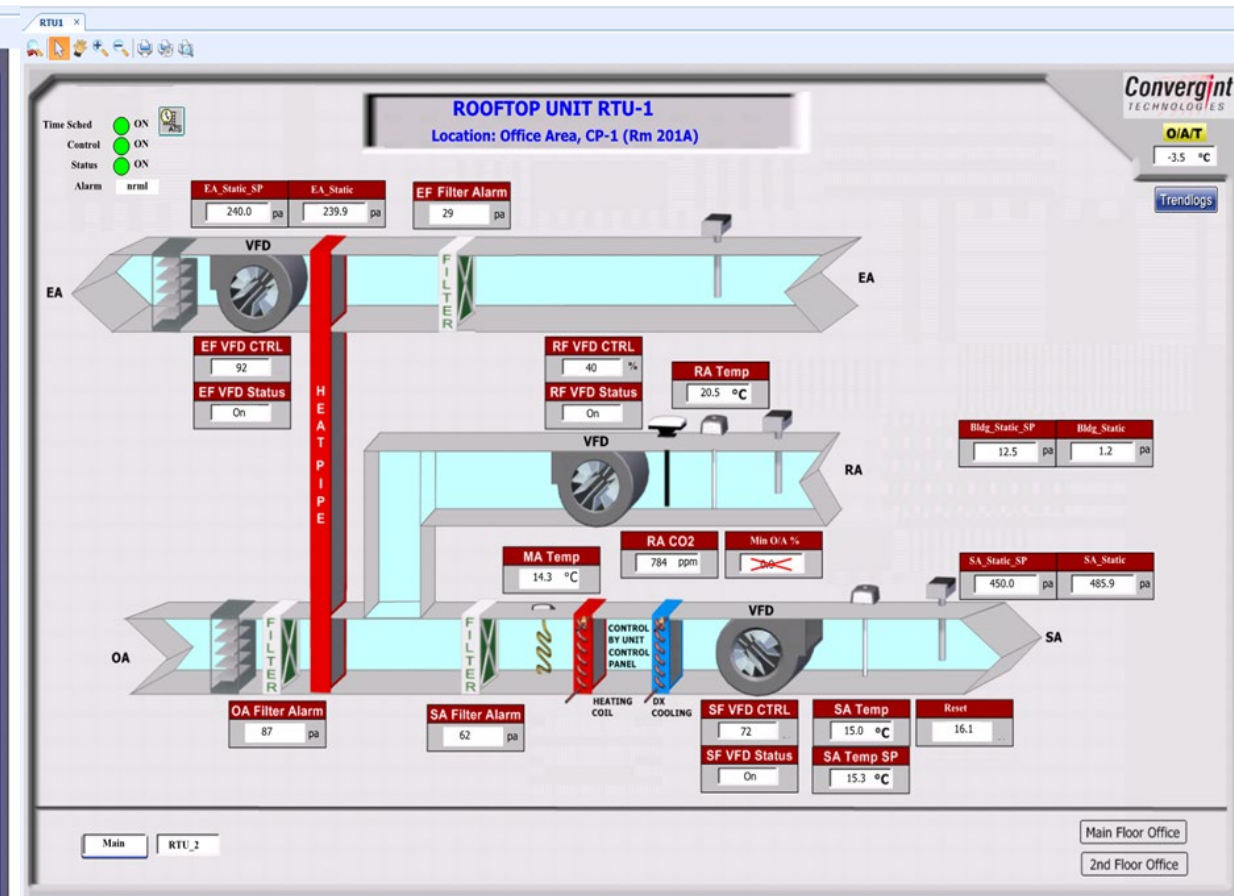 RTU1 ×
Convergint
TECHNOLOGIES
ROOFTOP UNIT RTU-1
Location: Office Area, CP-1 (Rm 201A)
O/A/T
-3.5 °C
Trendlogs
Time Sched ON
ATS
Control ON
Status ON
Alarm nrml
EA_Static_SP EA_Static
240.0 pa 239.9 pa
EF Filter Alarm
29 pa
VFD
EA
FILTER
EA
EF VFD CTRL
92
EF VFD Status
On
HEAT PIPE
RF VFD CTRL
40 %
RF VFD Status
On
RA Temp
20.5 °C
VFD
RA
Bldg_Static_SP Bldg_Static
12.5 pa 1.2 pa
MA Temp
14.3 °C
RA CO2
784 ppm
Min O/A %
0.0
SA_Static_SP SA_Static
450.0 pa 485.9 pa
OA
FILTER
FILTER
CONTROL
BY UNIT
CONTROL
PANEL
VFD
SA
HEATING
COIL
DX
COOLING
OA Filter Alarm
87 pa
SA Filter Alarm
62 pa
SF VFD CTRL
72 ..
SF VFD Status
On
SA Temp
15.0 °C
SA Temp SP
15.3 °C
Reset
16.1 ..
Main RTU_2
Main Floor Office
2nd Floor Office